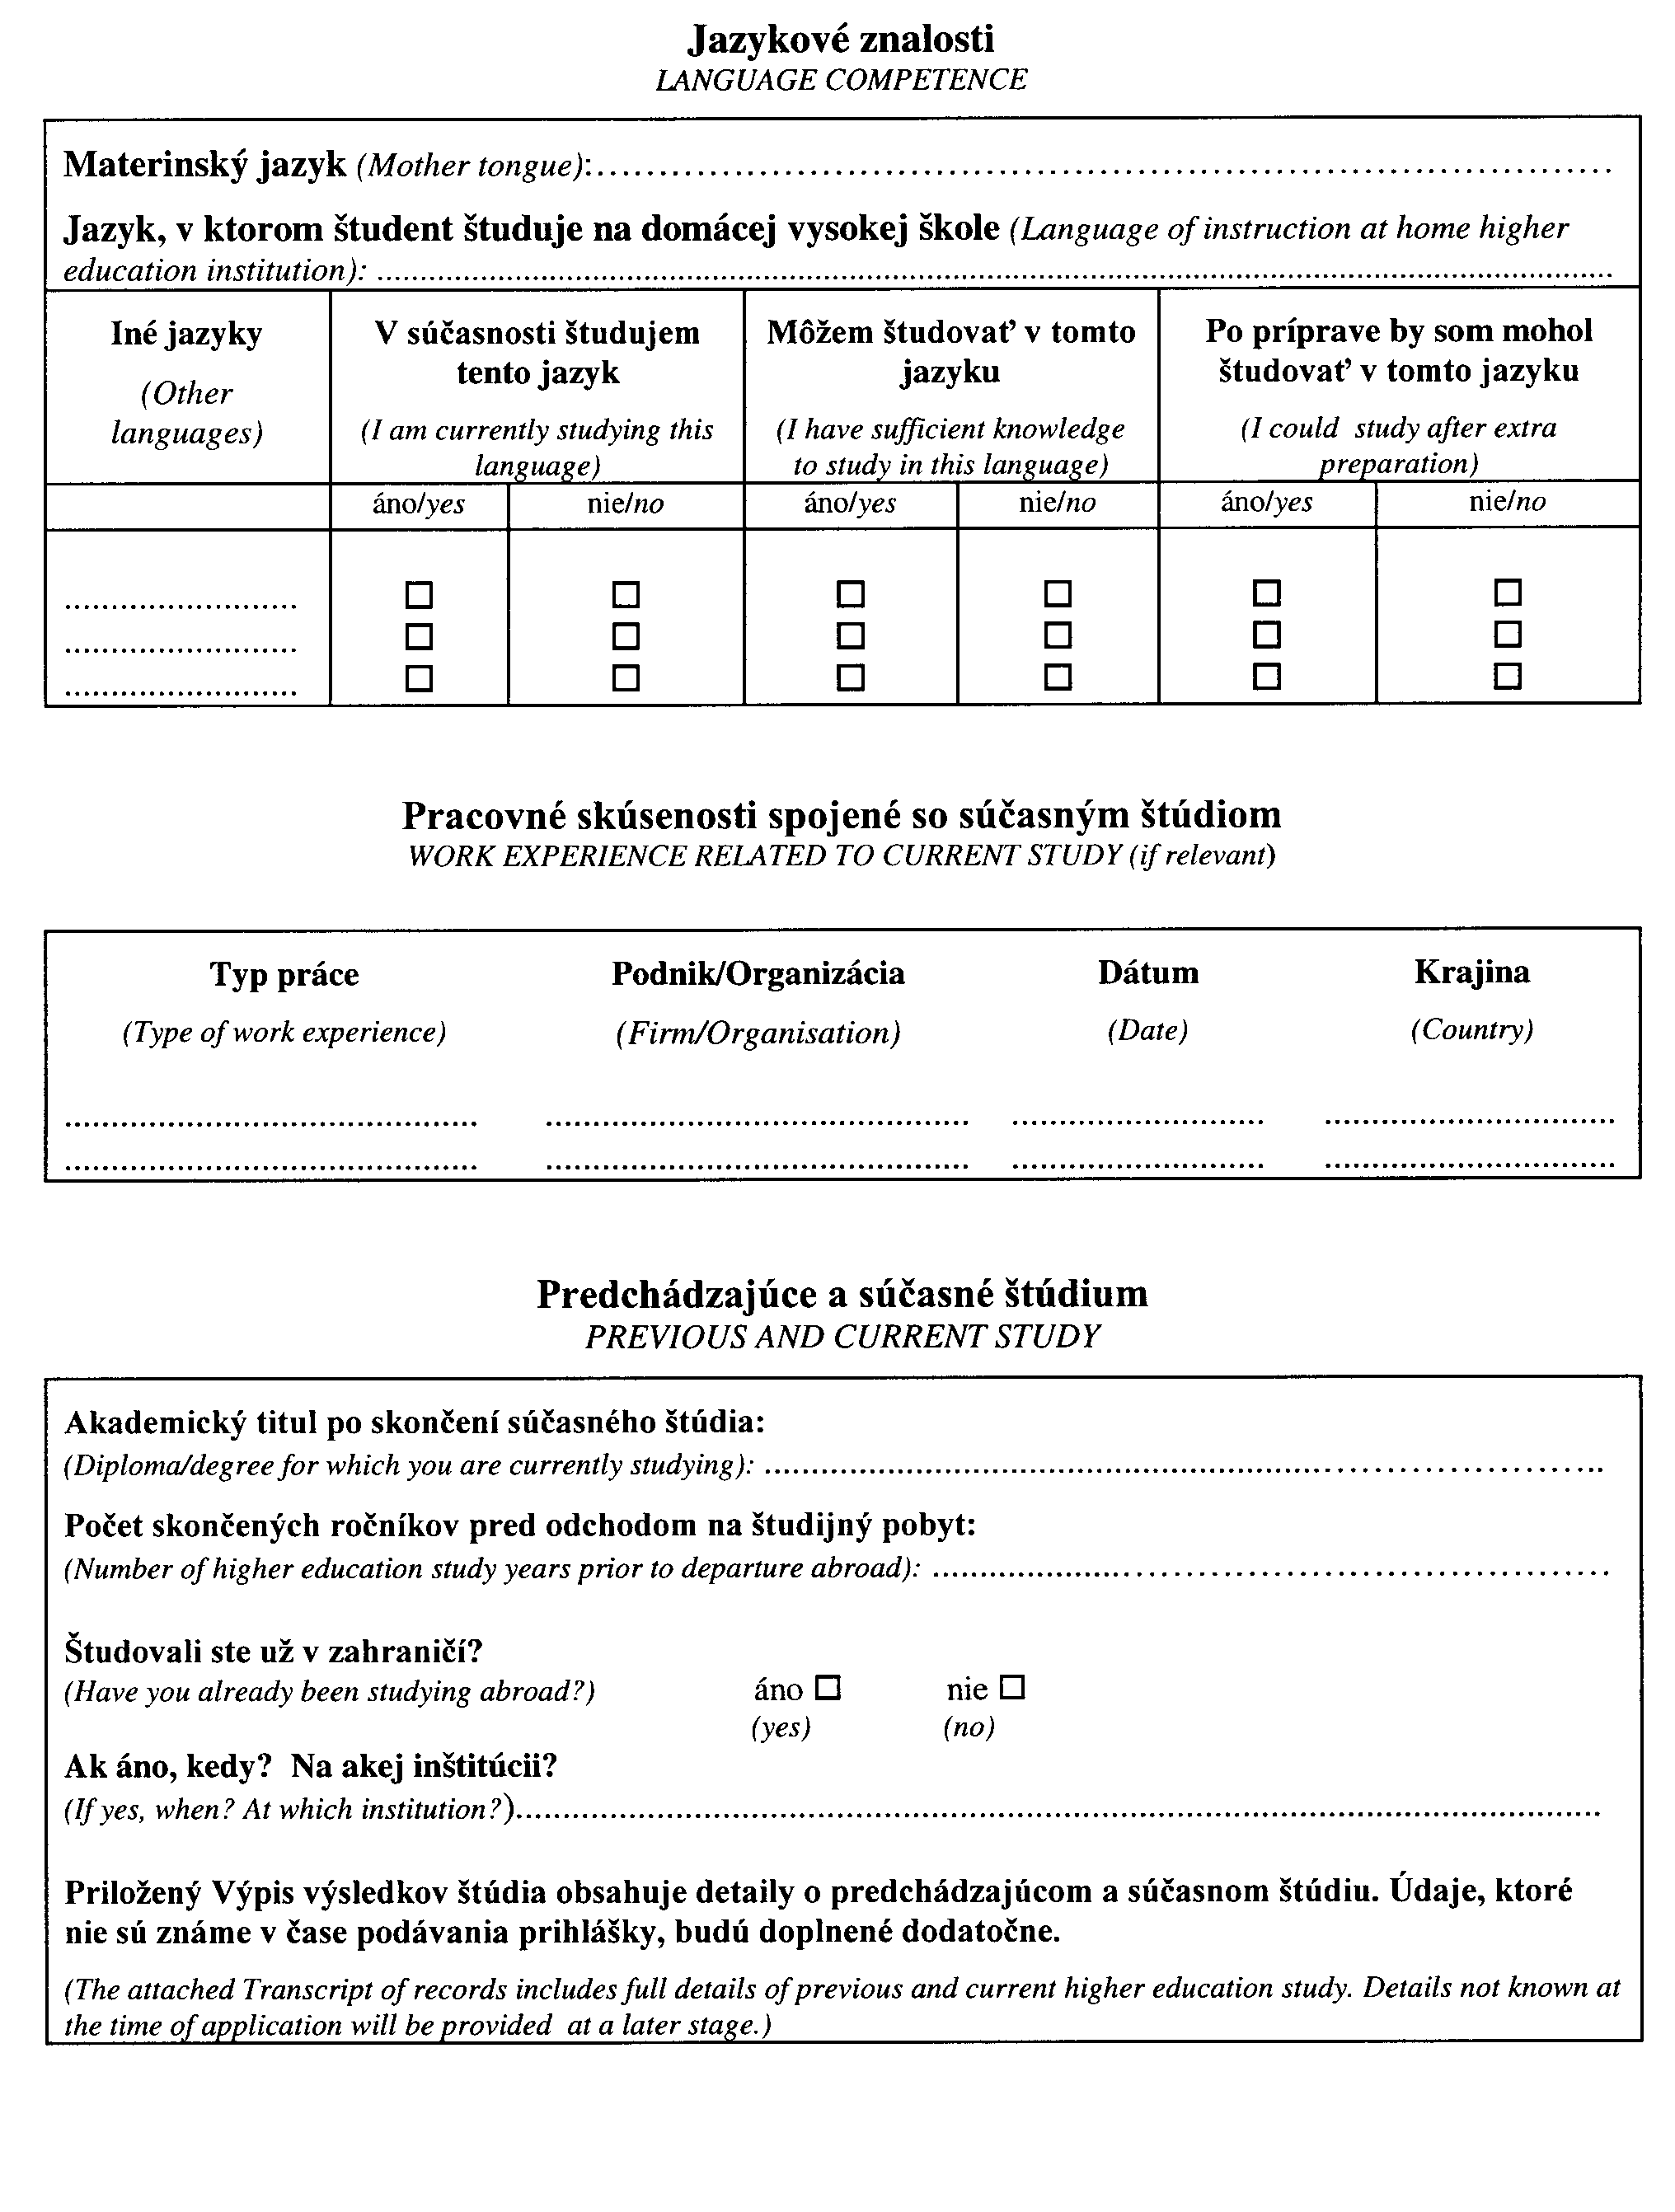 Jazykové znalosti
LANGUAGE COMPETENCE
Materinský jazyk (Mother tongue):..........................................................................................
Jazyk, v ktorom študent študuje na domácej vysokej škole (Language of instruction at home higher
education institution): ..........................................................................................
Iné jazyky
(Other
languages)
V súčasnosti študujem
tento jazyk
(I am currently studying this
language)
Môžem študovať v tomto
jazyku
(I have sufficient knowledge
to study in this language)
Po príprave by som mohol
študovať v tomto jazyku
(I could study after extra
preparation)
áno/yes nie/no áno/yes nie/no áno/yes nie/no
......................... ☐ ☐ ☐ ☐ ☐ ☐
......................... ☐ ☐ ☐ ☐ ☐ ☐
......................... ☐ ☐ ☐ ☐ ☐ ☐
Pracovné skúsenosti spojené so súčasným štúdiom
WORK EXPERIENCE RELATED TO CURRENT STUDY (if relevant)
Typ práce Podnik/Organizácia Dátum Krajina
(Type of work experience) (Firm/Organisation) (Date) (Country)
............................................ ............................................. ........................... ...............................
............................................ ............................................. ........................... ...............................
Predchádzajúce a súčasné štúdium
PREVIOUS AND CURRENT STUDY
Akademický titul po skončení súčasného štúdia:
(Diploma/degree for which you are currently studying): ..........................................................................................
Počet skončených ročníkov pred odchodom na študijný pobyt:
(Number of higher education study years prior to departure abroad): ......................................................................
Študovali ste už v zahraničí?
(Have you already been studying abroad?) áno ☐ nie ☐
(yes) (no)
Ak áno, kedy? Na akej inštitúcii?
(If yes, when? At which institution?)..........................................................................................
Priložený Výpis výsledkov štúdia obsahuje detaily o predchádzajúcom a súčasnom štúdiu. Údaje, ktoré
nie sú známe v čase podávania prihlášky, budú doplnené dodatočne.
(The attached Transcript of records includes full details of previous and current higher education study. Details not known at
the time of application will be provided at a later stage.)